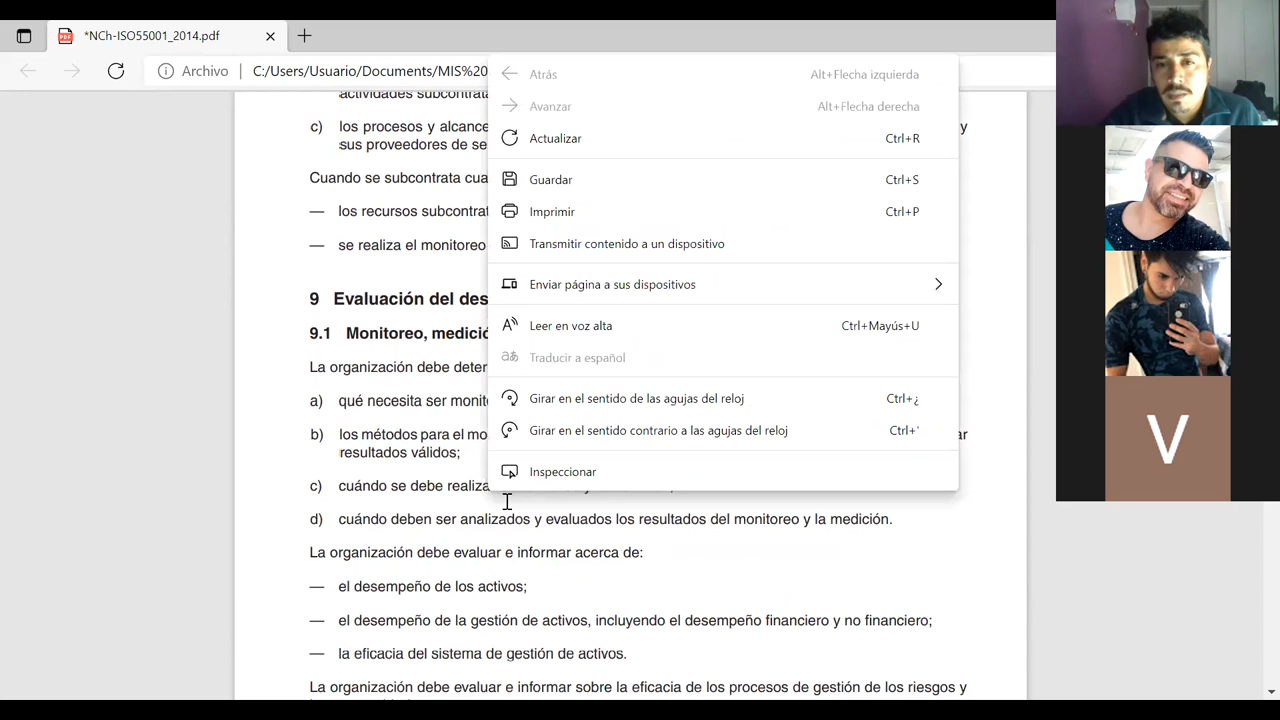 *NCh-ISO55001_2014.pdf
Archivo
C:/Users/Usuario/Documents/MIS%20
Atrás Alt+Flecha izquierda
Avanzar Alt+Flecha derecha
Actualizar Ctrl+R
Guardar Ctrl+S
Imprimir Ctrl+P
Transmitir contenido a un dispositivo
Enviar página a sus dispositivos
Leer en voz alta Ctrl+Mayús+U
Traducir a español
Girar en el sentido de las agujas del reloj Ctrl+¿
Girar en el sentido contrario a las agujas del reloj Ctrl+'
Inspeccionar
actividades subcontrata
c) los procesos y alcance y
sus proveedores de se
Cuando se subcontrata cua
— los recursos subcontrat
— se realiza el monitoreo
9 Evaluación del des
9.1 Monitoreo, medició
La organización debe deter
a) qué necesita ser monito
b) los métodos para el mo ar
resultados válidos;
c) cuándo se debe realiza
d) cuándo deben ser analizados y evaluados los resultados del monitoreo y la medición.
La organización debe evaluar e informar acerca de:
— el desempeño de los activos;
— el desempeño de la gestión de activos, incluyendo el desempeño financiero y no financiero;
— la eficacia del sistema de gestión de activos.
La organización debe evaluar e informar sobre la eficacia de los procesos de gestión de los riesgos y
V